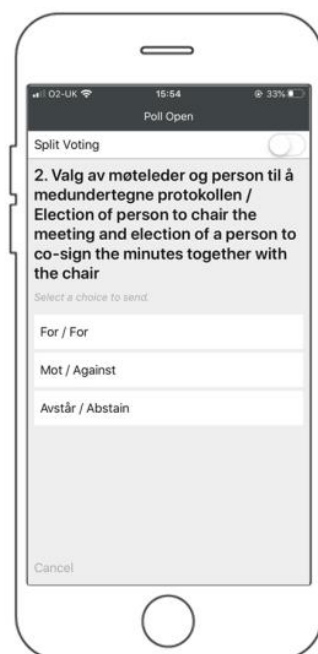 O2-UK 15:54 33%
Poll Open
Split Voting
2. Valg av møteleder og person til å
medundertegne protokollen /
Election of person to chair the
meeting and election of a person to
co-sign the minutes together with
the chair
Select a choice to send.
For / For
Mot / Against
Avstår / Abstain
Cancel